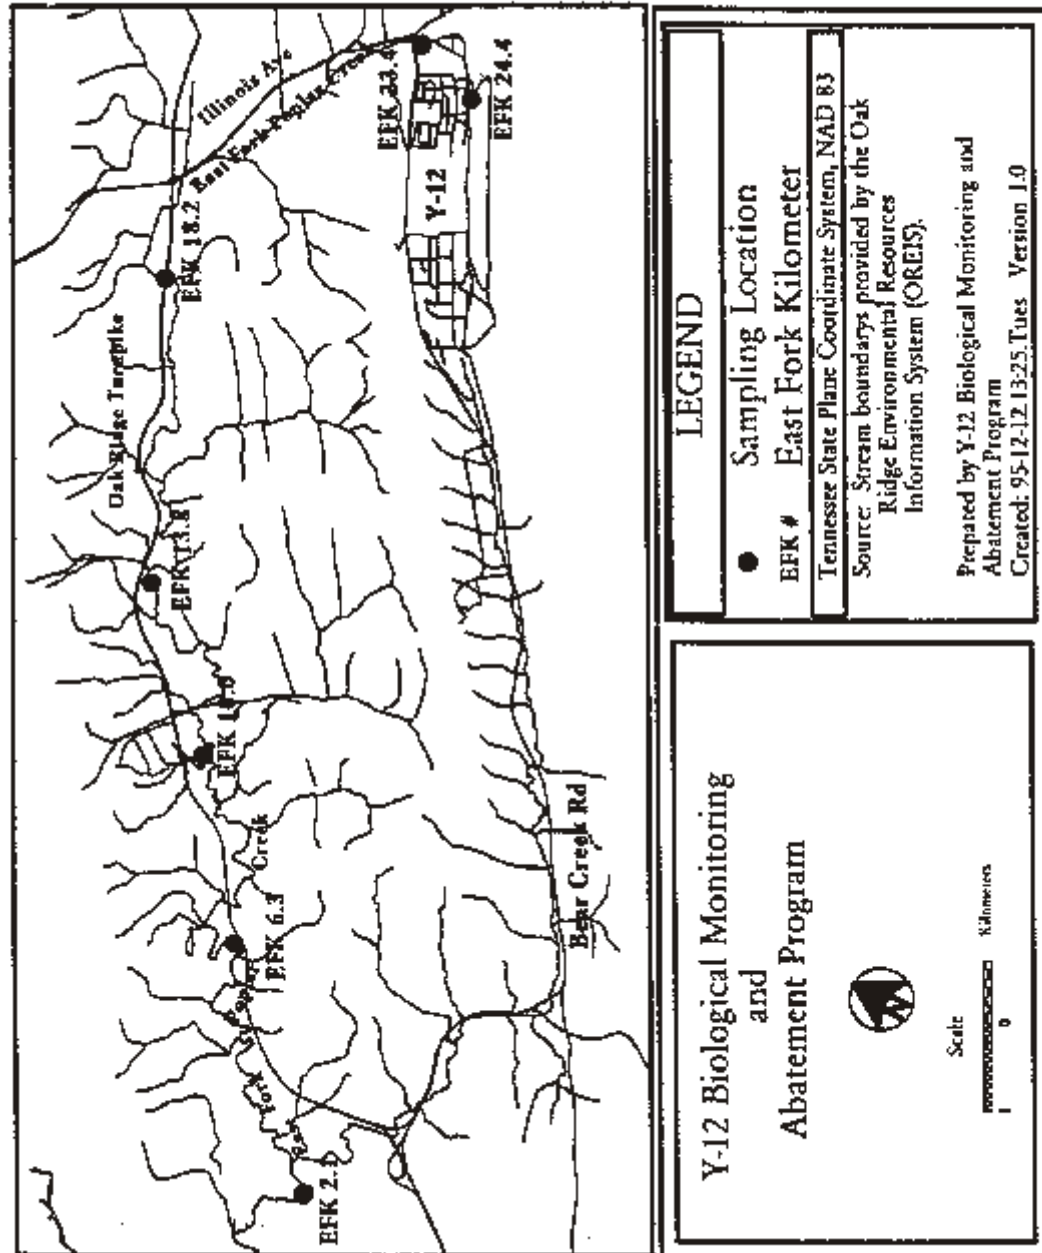 Illinois Ave
East Fork Poplar Creek
EFK 23.4
EFK 24.4
Y-12
EFK 18.2
Oak Ridge Turnpike
EFK 13.8
EFK
Creek
EFK 6.3
Poplar
Fork
East
EFK 2.1
Bear Creek Rd
LEGEND
Sampling Location
EFK # East Fork Kilometer
Tennessee State Plane Coordinate System, NAD 83
Source: Stream boundarys provided by the Oak
Ridge Environmental Resources
Information System (OREIS).
Prepared by Y-12 Biological Monitoring and
Abatement Program
Created: 95-12-12 13:25 Tues Version 1.0
Y-12 Biological Monitoring
and
Abatement Program
N
Scale
1 0 Kilometers